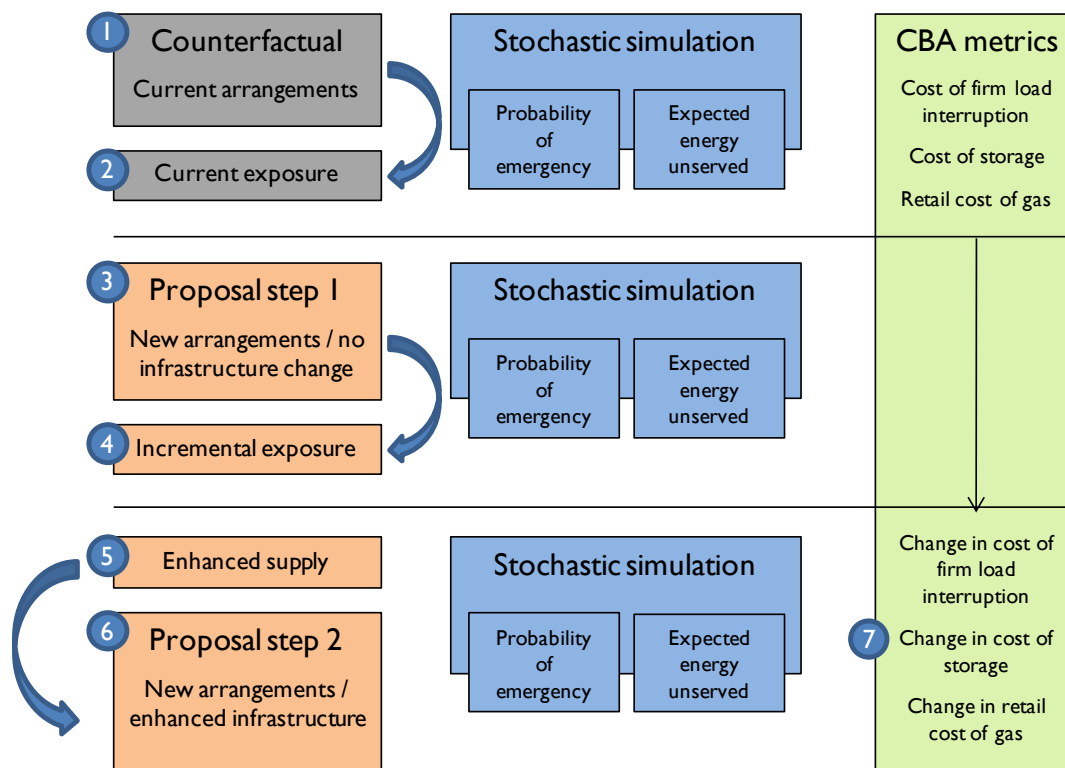 1
Counterfactual
Current arrangements
2
Current exposure
Stochastic simulation
Probability
of
emergency
Expected
energy
unserved
CBA metrics
Cost of firm load
interruption
Cost of storage
Retail cost of gas
3
Proposal step 1
New arrangements / no
infrastructure change
4
Incremental exposure
Stochastic simulation
Probability
of
emergency
Expected
energy
unserved
5
Enhanced supply
6
Proposal step 2
New arrangements /
enhanced infrastructure
Stochastic simulation
Probability
of
emergency
Expected
energy
unserved
Change in cost of
firm load
interruption
7
Change in cost of
storage
Change in retail
cost of gas